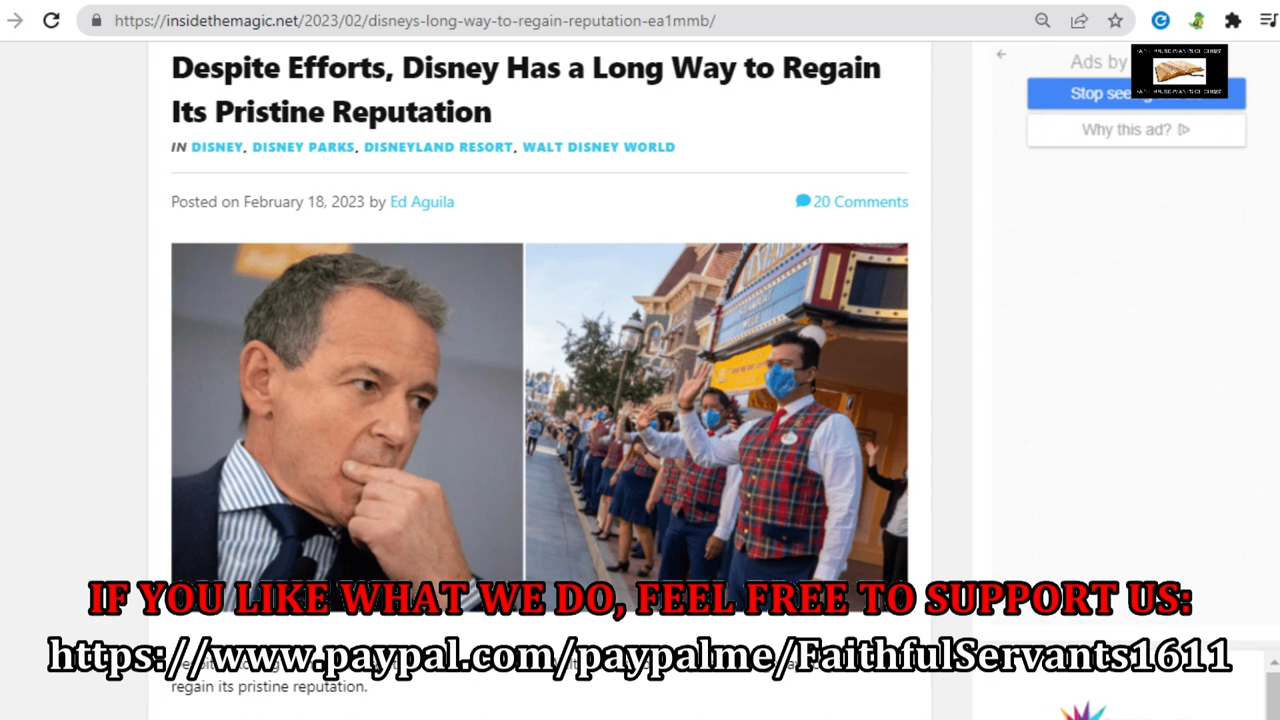 https://insidethemagic.net/2023/02/disneys-long-way-to-regain-reputation-ea1mmb/
Despite Efforts, Disney Has a Long Way to Regain
Its Pristine Reputation
IN DISNEY, DISNEY PARKS, DISNEYLAND RESORT, WALT DISNEY WORLD
Posted on February 18, 2023 by Ed Aguila
20 Comments
Ads by
Stop
Why this ad?
IF YOU LIKE WHAT WE DO, FEEL FREE TO SUPPORT US:
https://www.paypal.com/paypalme/FaithfulServants1611
regain its pristine reputation.